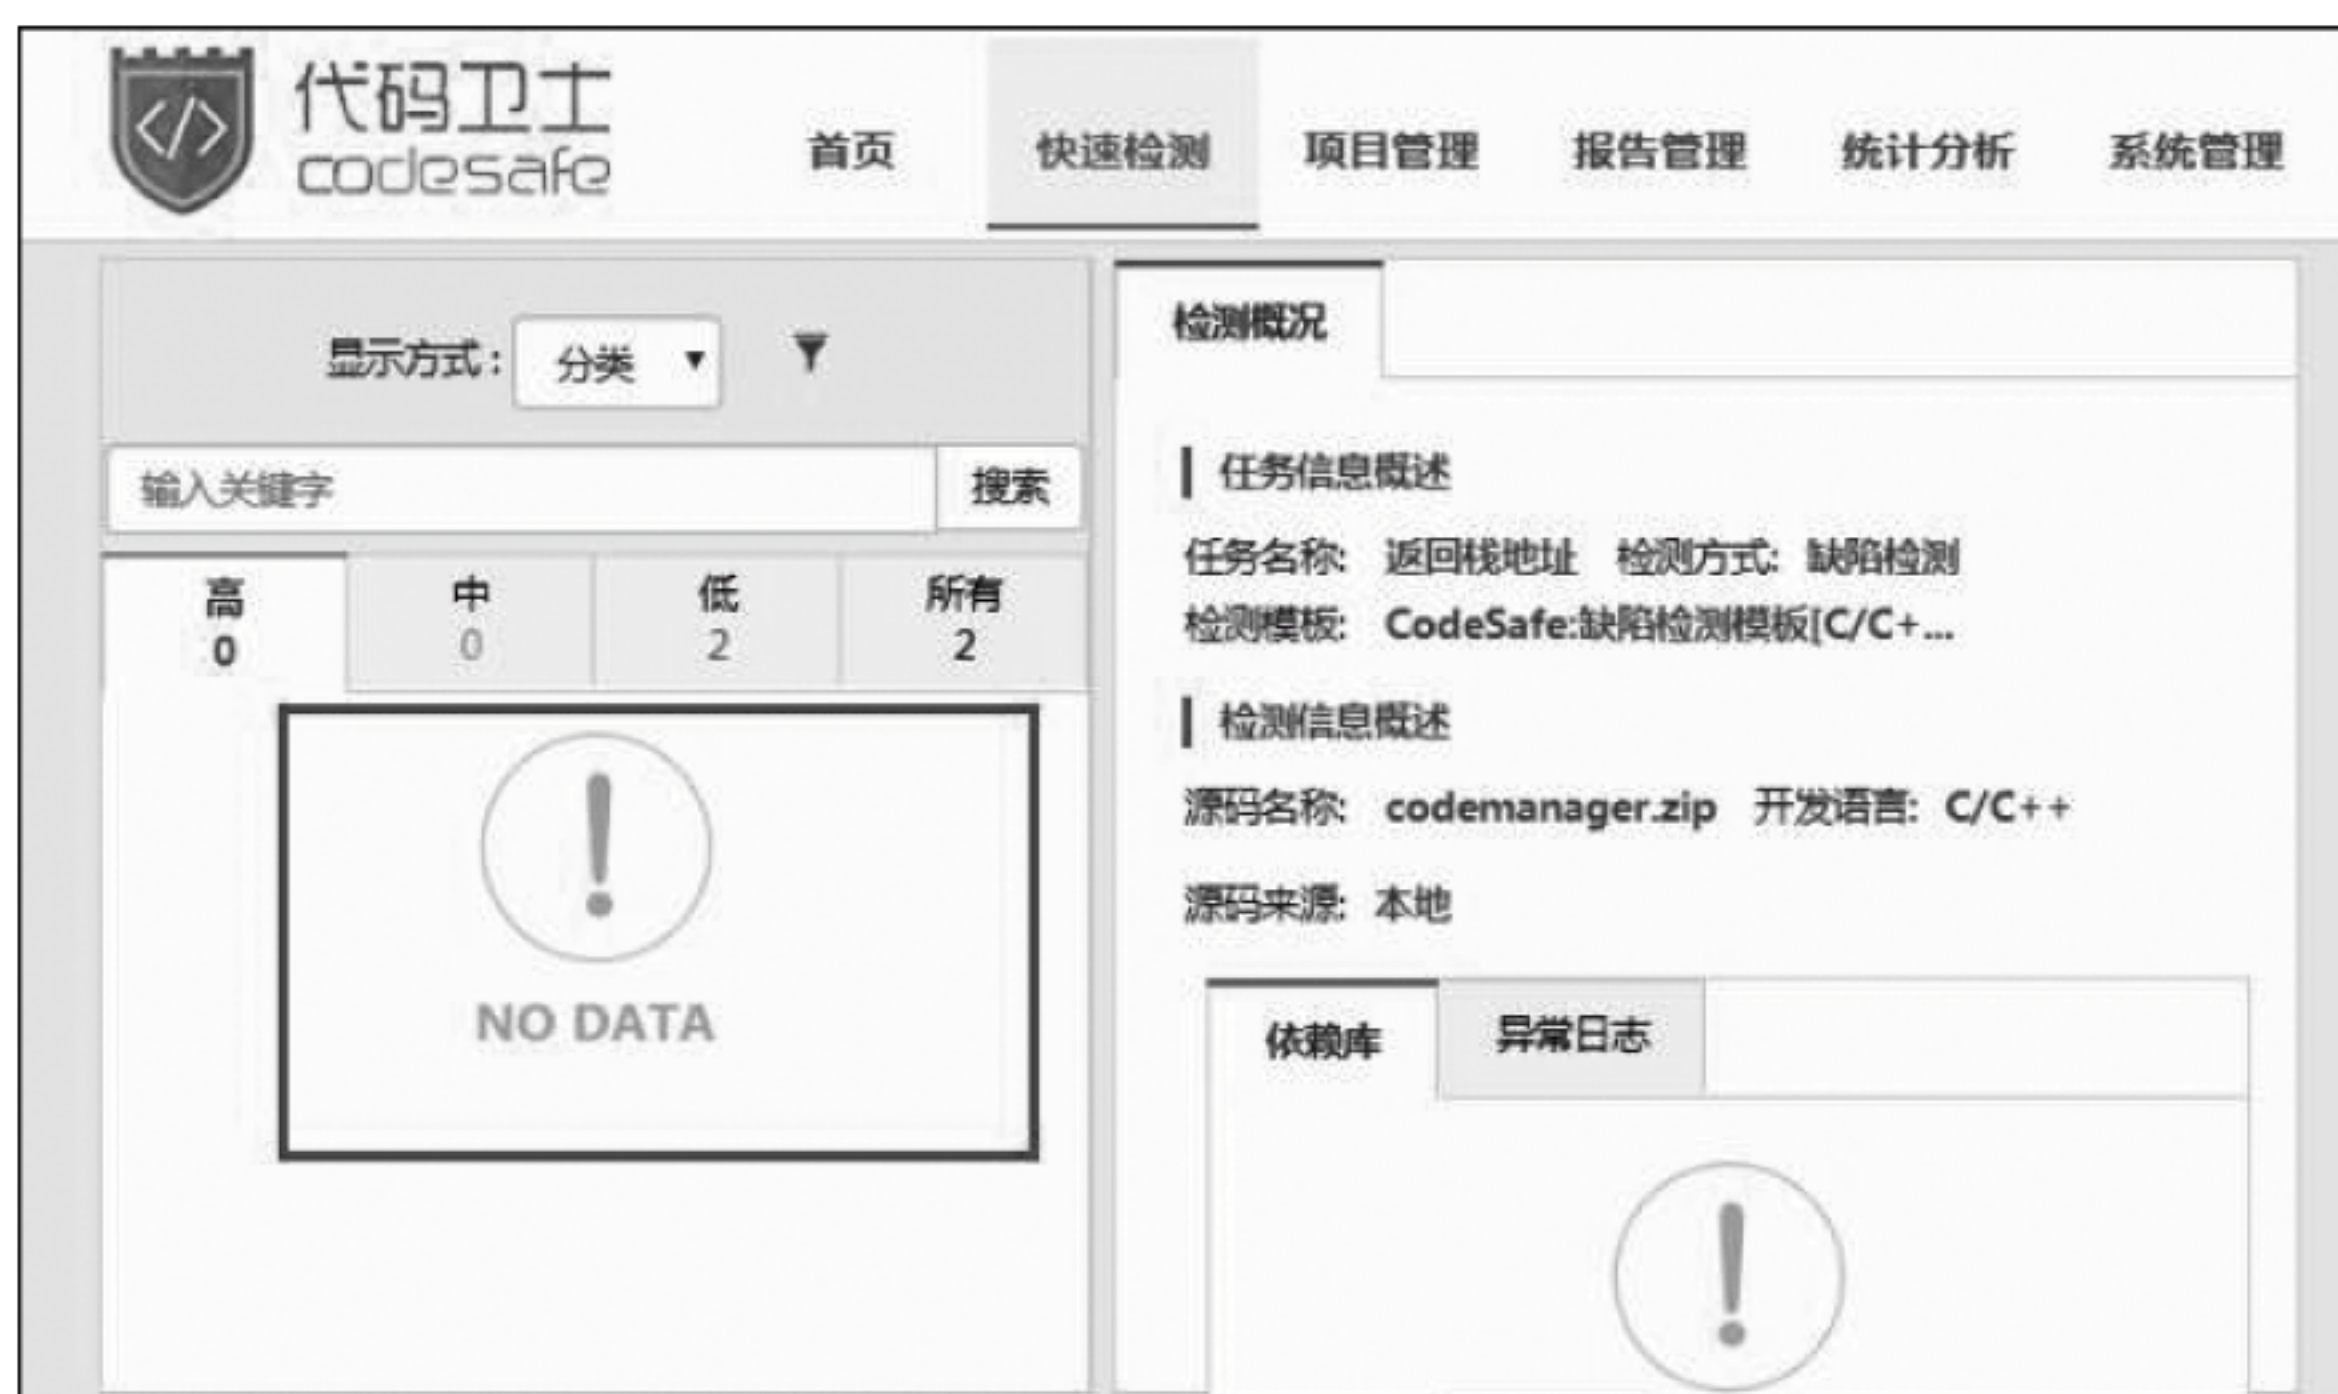 代码卫士
codesafe
首页 快速检测 项目管理 报告管理 统计分析 系统管理
显示方式： 分类
输入关键字 搜索
高 中 低 所有
0 0 2 2
NO DATA
检测概况
任务信息概述
任务名称: 返回栈地址 检测方式: 缺陷检测
检测模板: CodeSafe:缺陷检测模板[C/C+...
检测信息概述
源码名称: codemanager.zip 开发语言: C/C++
源码来源: 本地
依赖库 异常日志